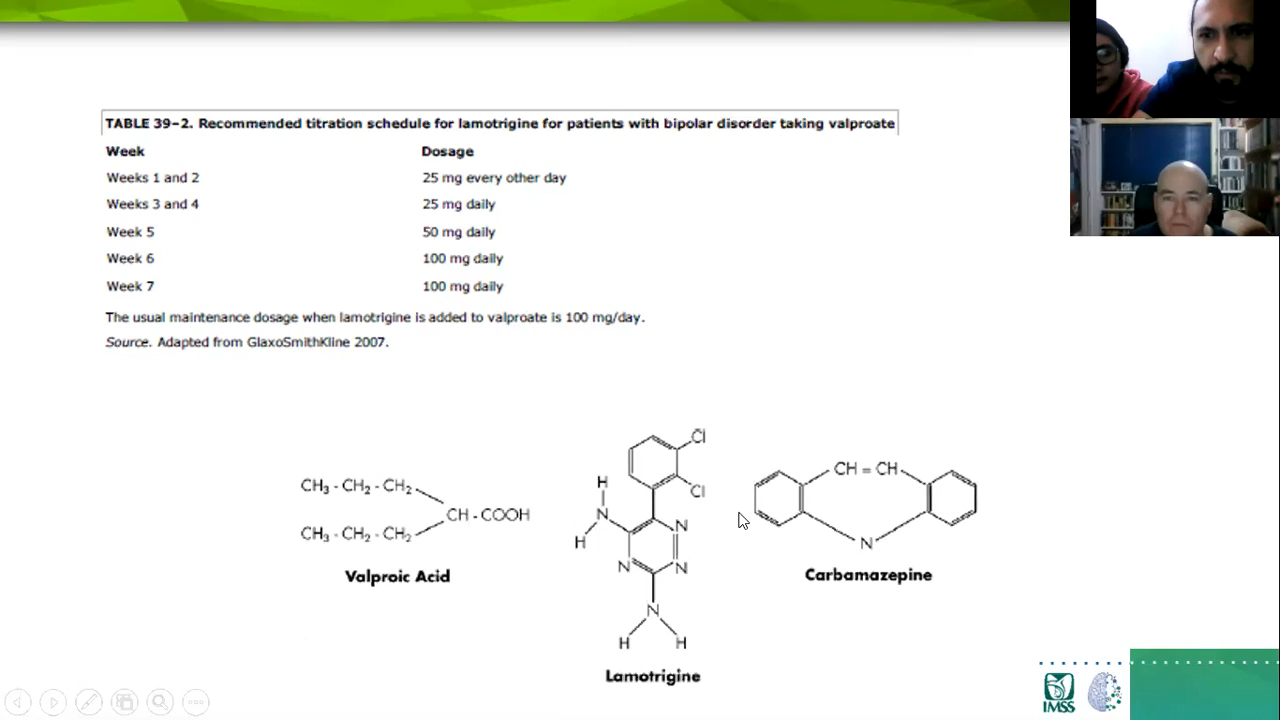 TABLE 39–2. Recommended titration schedule for lamotrigine for patients with bipolar disorder taking valproate
Week Dosage
Weeks 1 and 2 25 mg every other day
Weeks 3 and 4 25 mg daily
Week 5 50 mg daily
Week 6 100 mg daily
Week 7 100 mg daily
The usual maintenance dosage when lamotrigine is added to valproate is 100 mg/day.
Source. Adapted from GlaxoSmithKline 2007.
CH3 - CH2 - CH2
CH - COOH
CH3 - CH2 - CH2
Valproic Acid
Cl
Cl
H
N
H
N
N
N
N
H H
Lamotrigine
CH = CH
N
Carbamazepine
IMSS